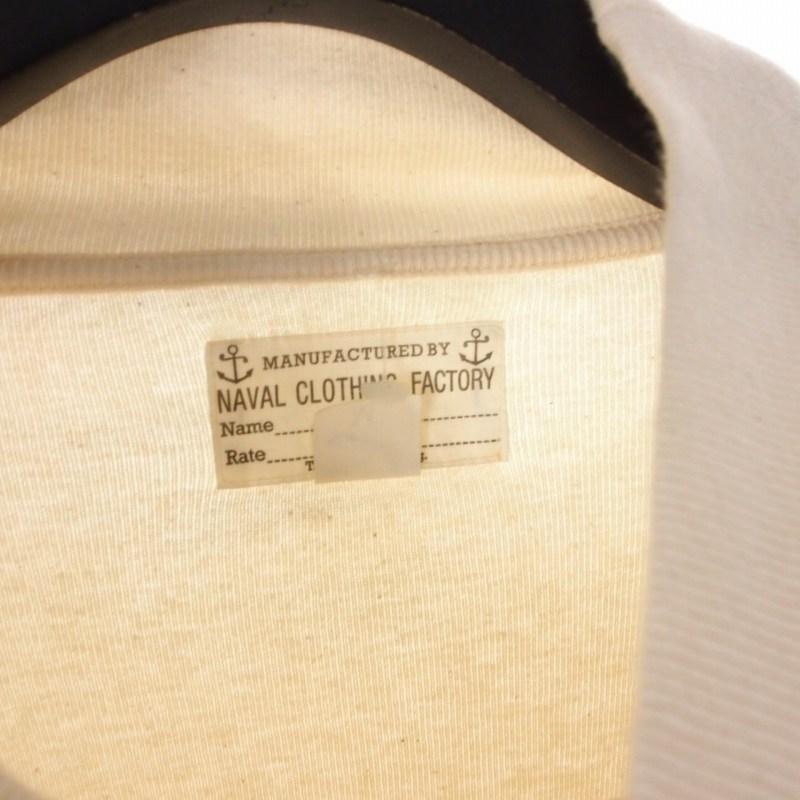 MANUFACTURED BY
NAVAL CLOTHING FACTORY
Name
Rate